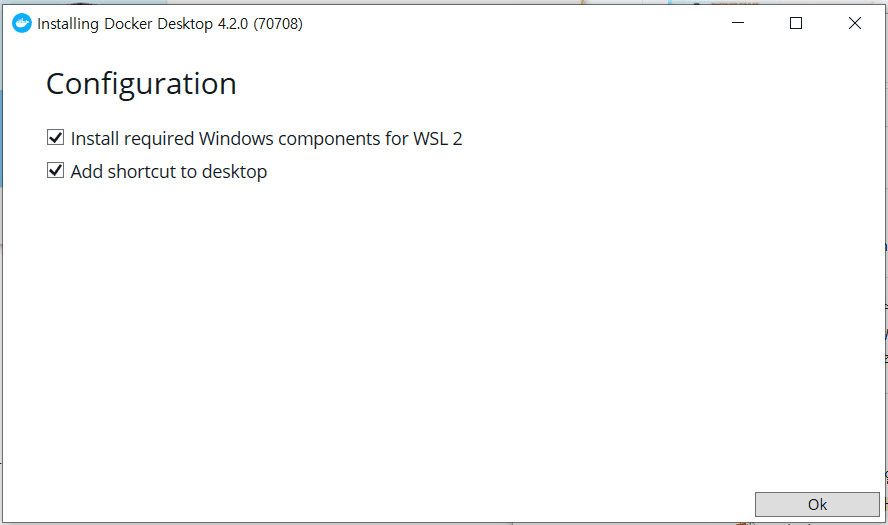 Installing Docker Desktop 4.2.0 (70708)
Configuration
Install required Windows components for WSL 2
Add shortcut to desktop
Ok